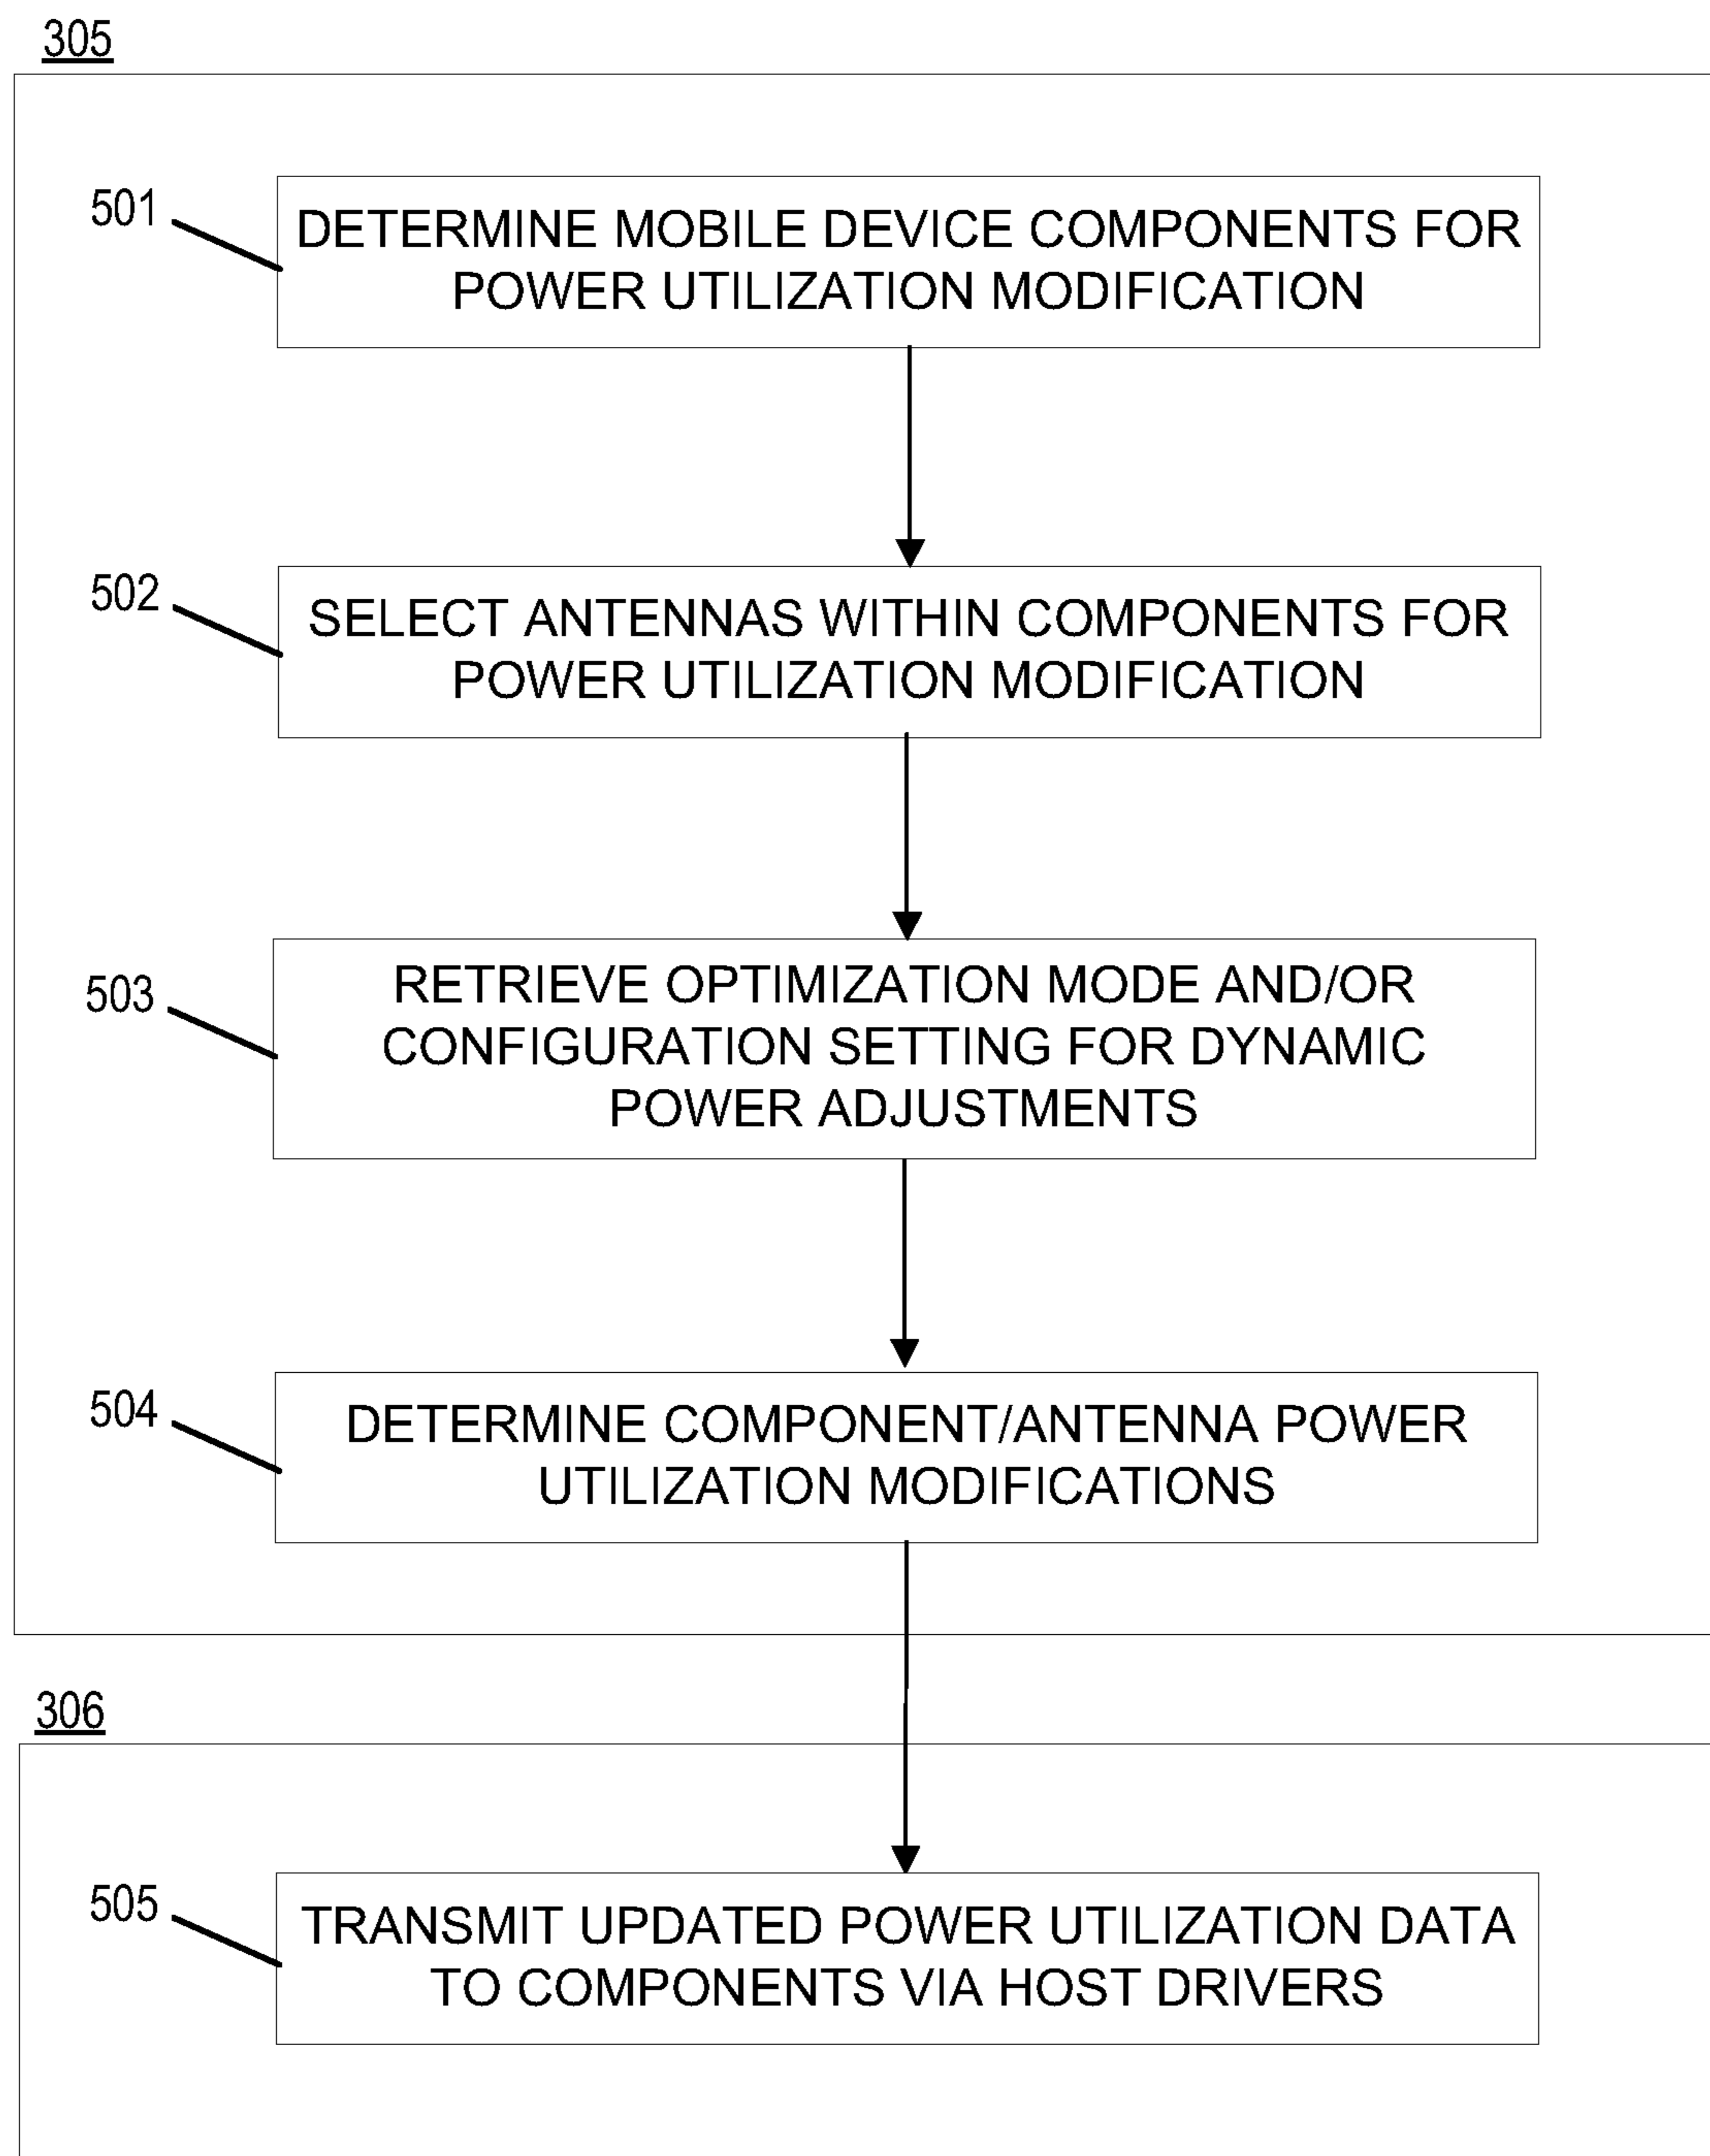 305
501
DETERMINE MOBILE DEVICE COMPONENTS FOR
POWER UTILIZATION MODIFICATION
502
SELECT ANTENNAS WITHIN COMPONENTS FOR
POWER UTILIZATION MODIFICATION
503
RETRIEVE OPTIMIZATION MODE AND/OR
CONFIGURATION SETTING FOR DYNAMIC
POWER ADJUSTMENTS
504
DETERMINE COMPONENT/ANTENNA POWER
UTILIZATION MODIFICATIONS
306
505
TRANSMIT UPDATED POWER UTILIZATION DATA
TO COMPONENTS VIA HOST DRIVERS